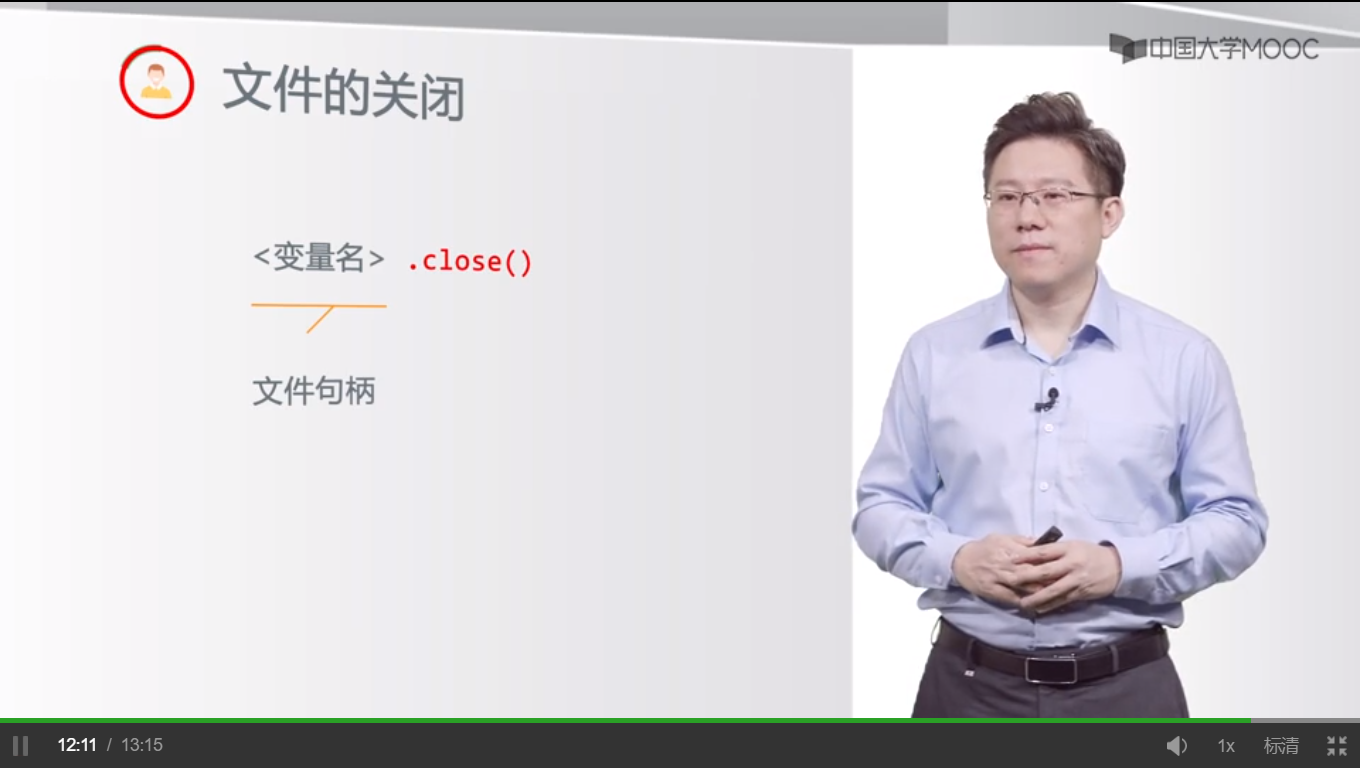 中国大学MOOC
文件的关闭
<变量名> .close()
文件句柄
12:11 / 13:15
1x
标清